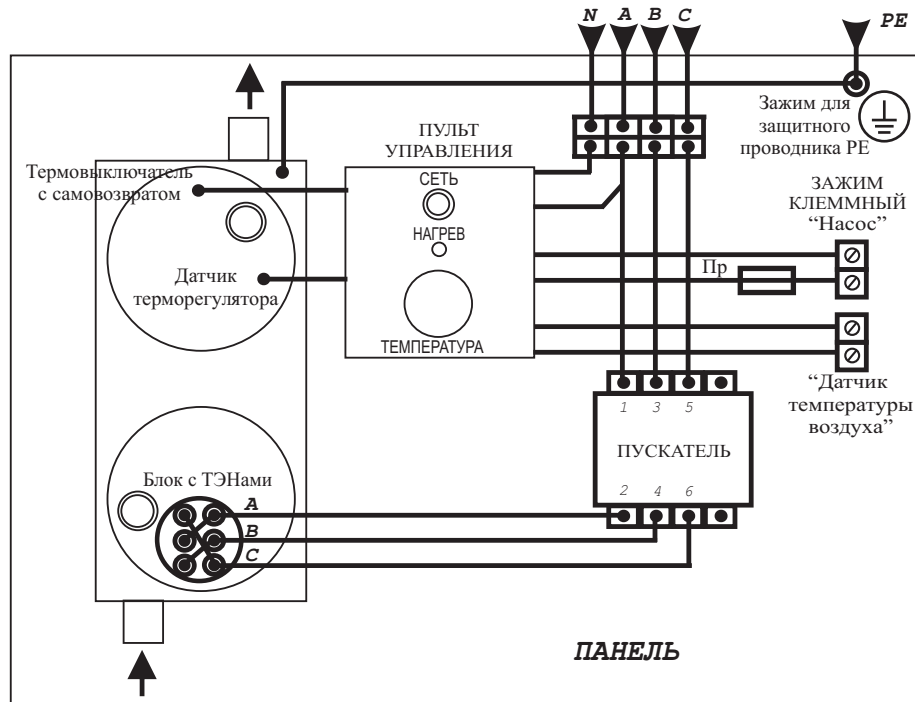 N A B C PE
Зажим для
защитного
проводника РЕ
ПУЛЬТ
УПРАВЛЕНИЯ
Термовыключатель
с самовозвратом
СЕТЬ
НАГРЕВ
ТЕМПЕРАТУРА
Датчик
терморегулятора
ЗАЖИМ
КЛЕММНЫЙ
“Насос”
Пр
“Датчик
температуры
воздуха”
1 3 5
ПУСКАТЕЛЬ
2 4 6
Блок с ТЭНами
A
B
C
ПАНЕЛЬ